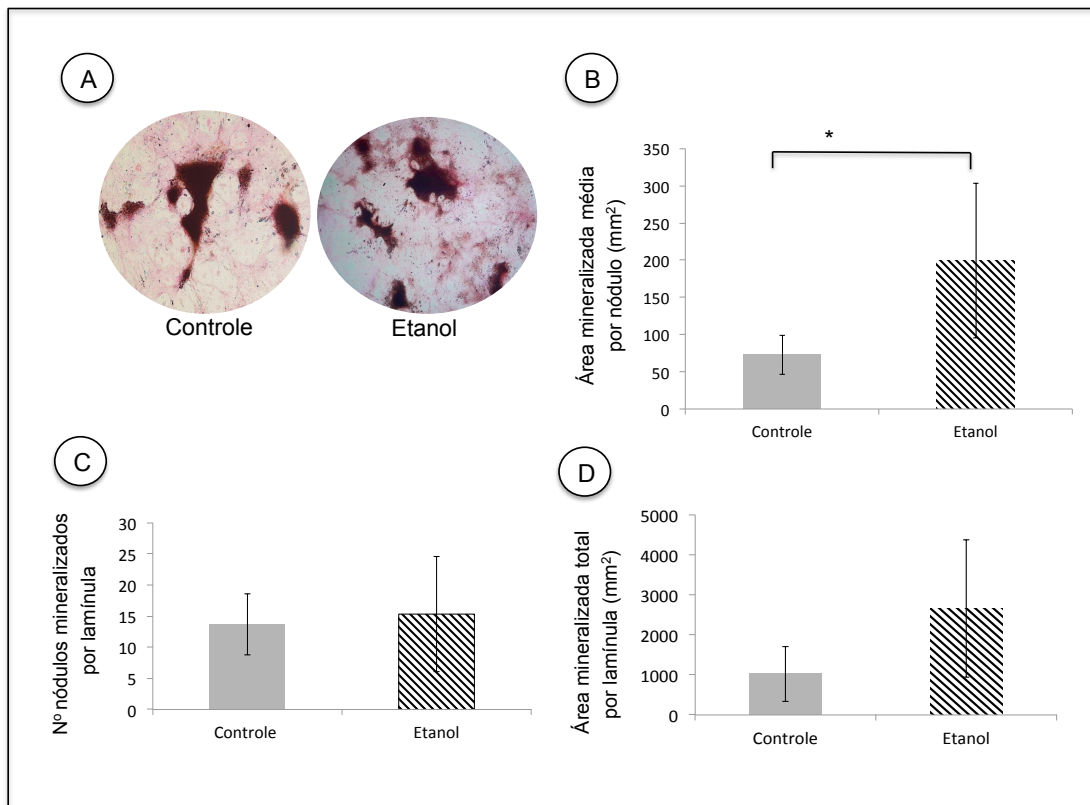 A
Controle
Etanol
B
*
Área mineralizada média
por nódulo (mm²)
350
300
250
200
150
100
50
0
Controle
Etanol
C
Nº nódulos mineralizados
por lamínula
30
25
20
15
10
5
0
Controle
Etanol
D
Área mineralizada total
por lamínula (mm²)
5000
4000
3000
2000
1000
0
Controle
Etanol